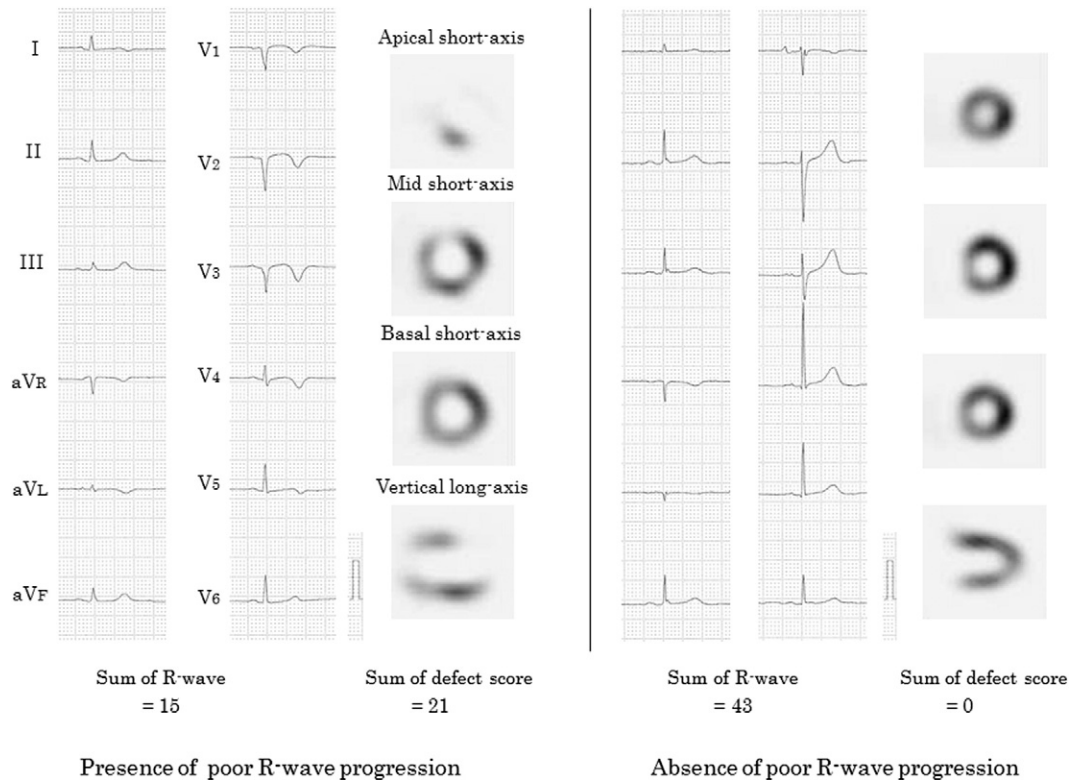 I
II
III
aVR
aVL
aVF
V1
V2
V3
V4
V5
V6
Apical short-axis
Mid short-axis
Basal short-axis
Vertical long-axis
Sum of R-wave
= 15
Sum of defect score
= 21
Presence of poor R-wave progression
Sum of R-wave
= 43
Sum of defect score
= 0
Absence of poor R-wave progression